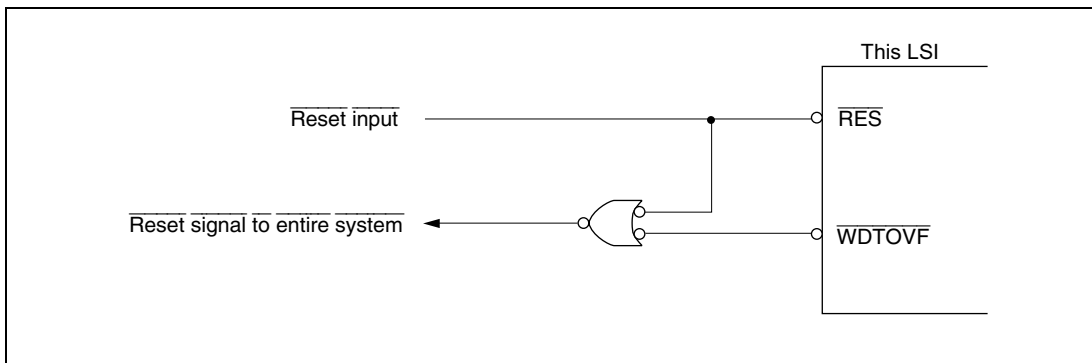 This LSI
Reset input
RES
Reset signal to entire system
WDTOVF